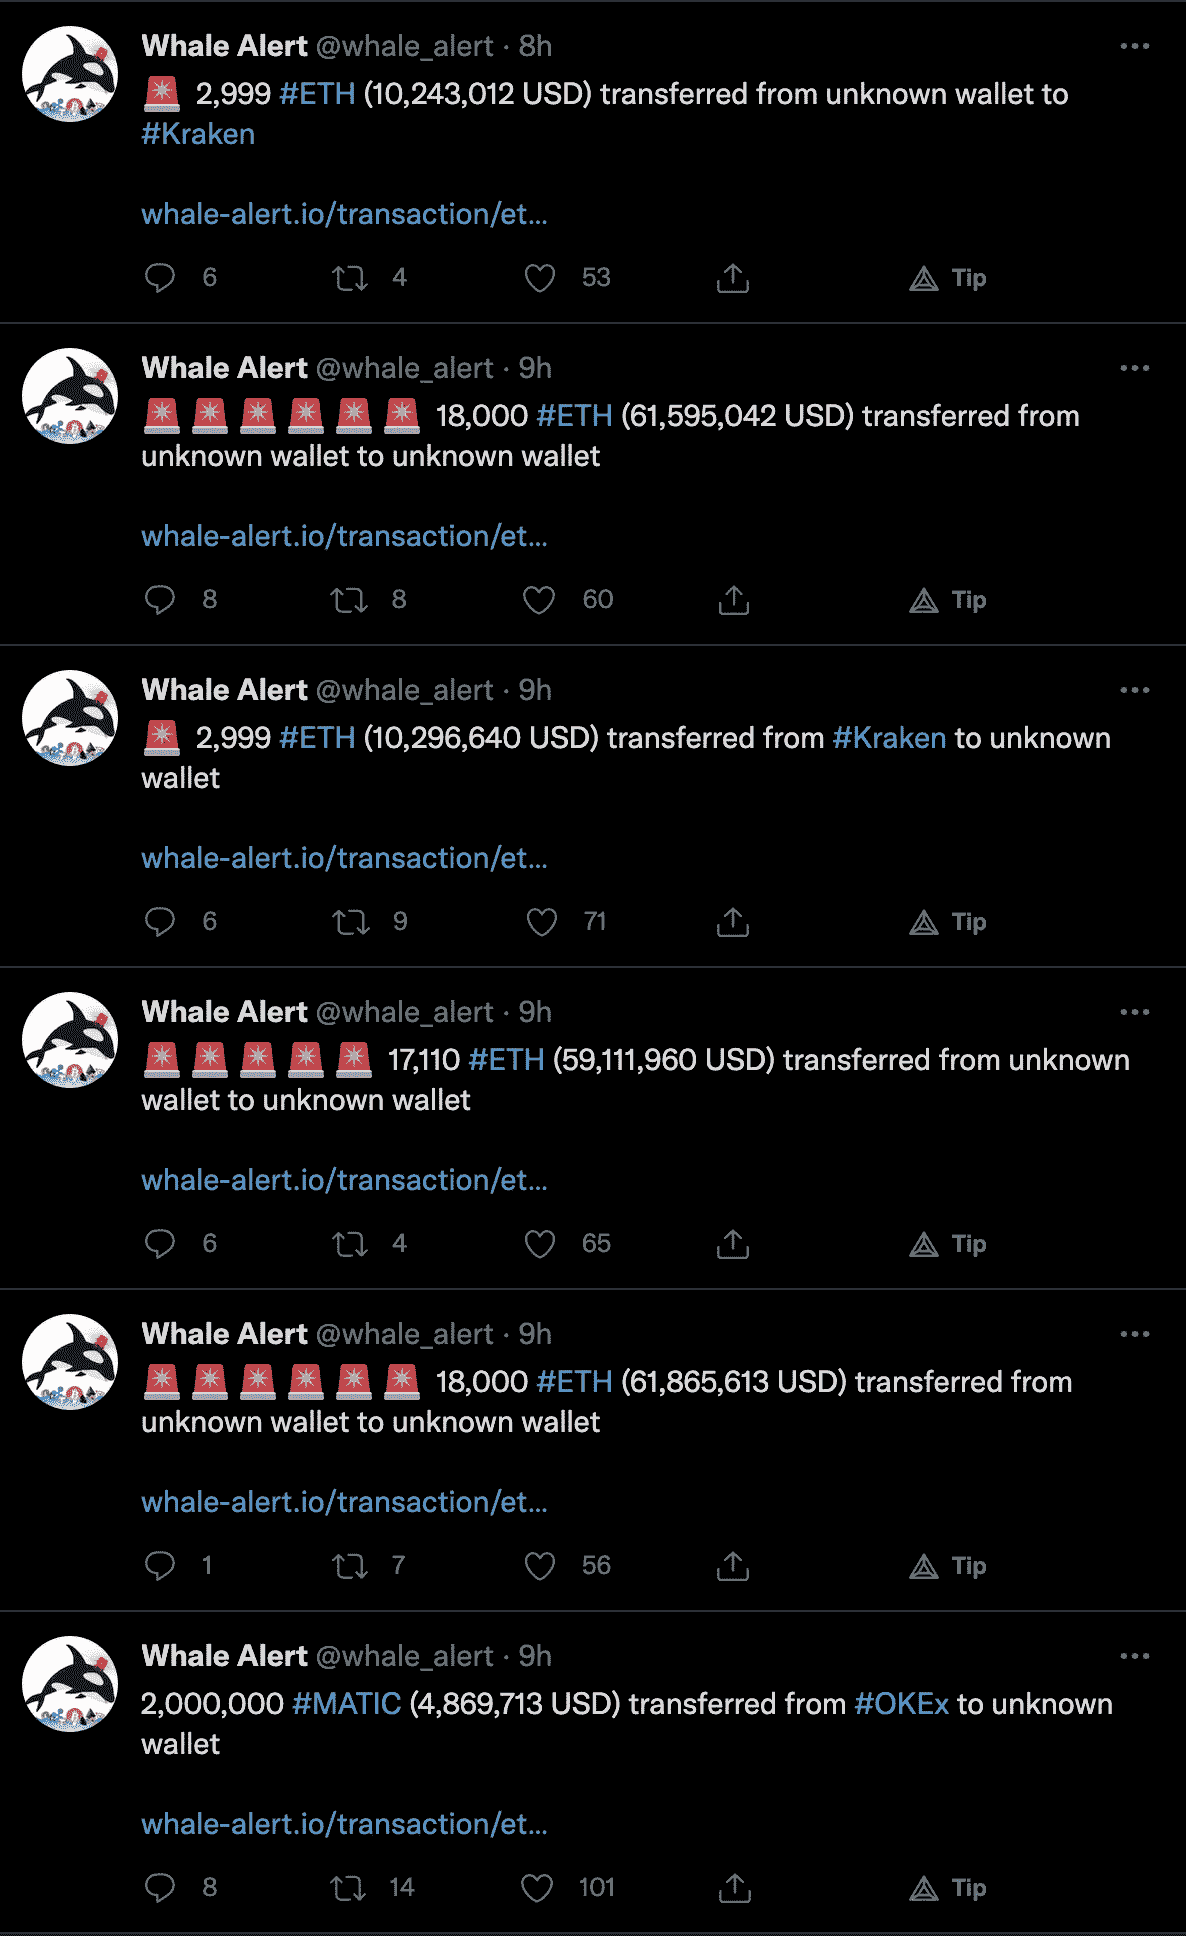 Whale Alert @whale_alert · 8h
🚨 2,999 #ETH (10,243,012 USD) transferred from unknown wallet to
#Kraken
whale-alert.io/transaction/et...
6 4 53 Tip
Whale Alert @whale_alert · 9h
🚨🚨🚨🚨🚨🚨 18,000 #ETH (61,595,042 USD) transferred from
unknown wallet to unknown wallet
whale-alert.io/transaction/et...
8 8 60 Tip
Whale Alert @whale_alert · 9h
🚨 2,999 #ETH (10,296,640 USD) transferred from #Kraken to unknown
wallet
whale-alert.io/transaction/et...
6 9 71 Tip
Whale Alert @whale_alert · 9h
🚨🚨🚨🚨🚨 17,110 #ETH (59,111,960 USD) transferred from unknown
wallet to unknown wallet
whale-alert.io/transaction/et...
6 4 65 Tip
Whale Alert @whale_alert · 9h
🚨🚨🚨🚨🚨🚨 18,000 #ETH (61,865,613 USD) transferred from
unknown wallet to unknown wallet
whale-alert.io/transaction/et...
1 7 56 Tip
Whale Alert @whale_alert · 9h
2,000,000 #MATIC (4,869,713 USD) transferred from #OKEx to unknown
wallet
whale-alert.io/transaction/et...
8 14 101 Tip